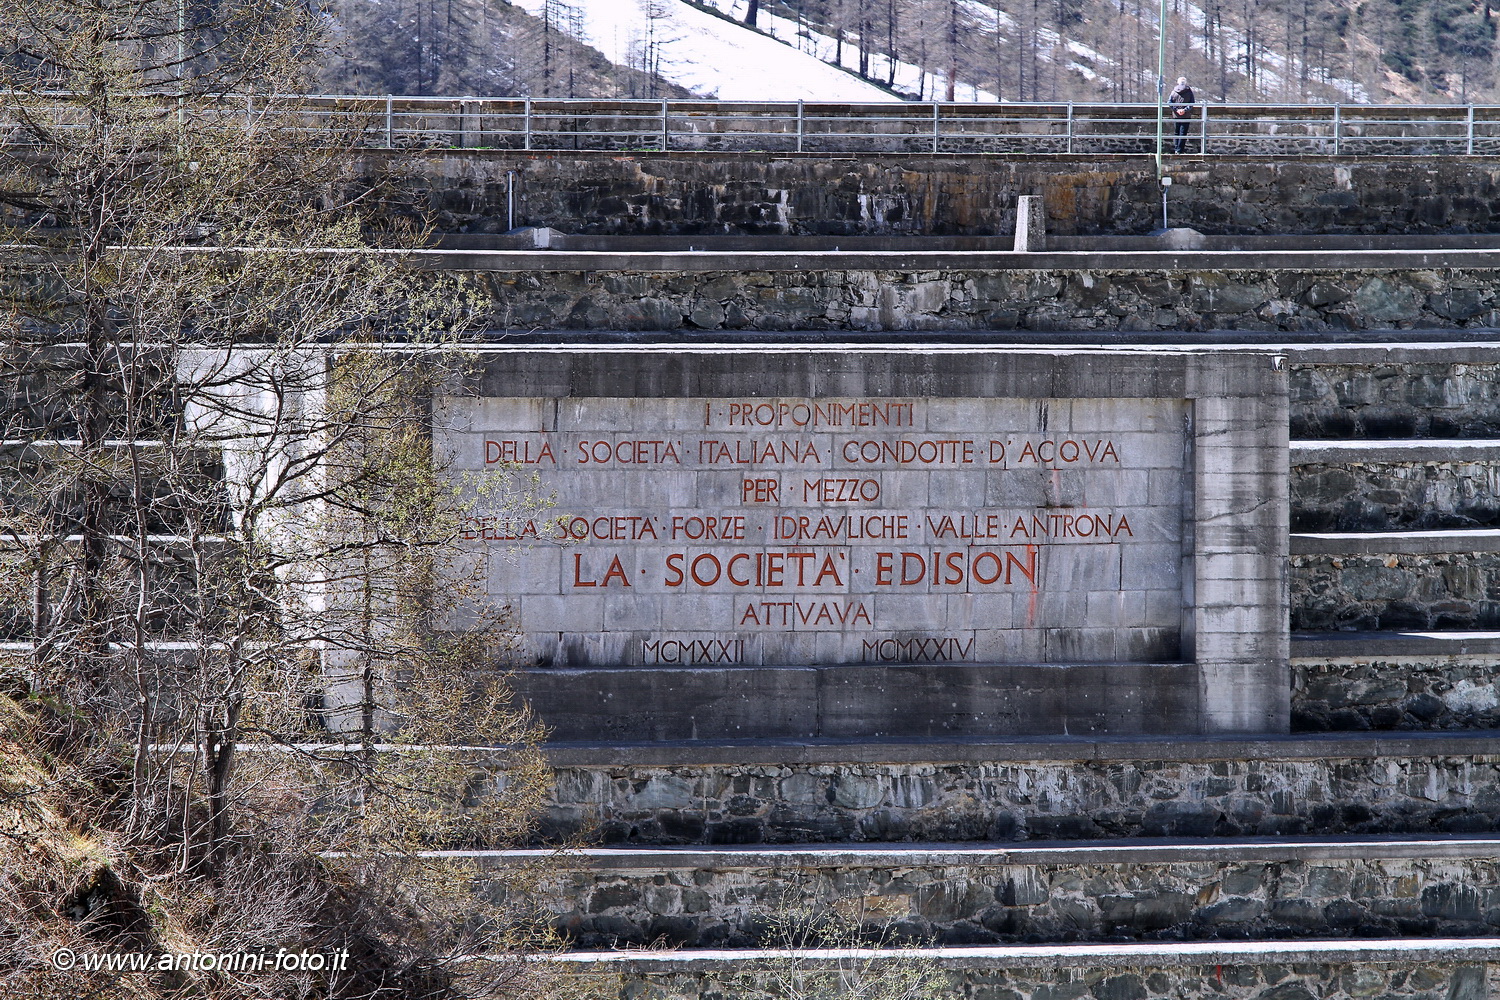 I · PROPONIMENTI
DELLA · SOCIETA' · ITALIANA · CONDOTTE · D'ACQVA
PER · MEZZO
DELLA · SOCIETA' · FORZE · IDRAVLICHE · VALLE · ANTRONA
LA · SOCIETA' · EDISON
ATTVAVA
MCMXXII MCMXXIV
© www.antonini-foto.it